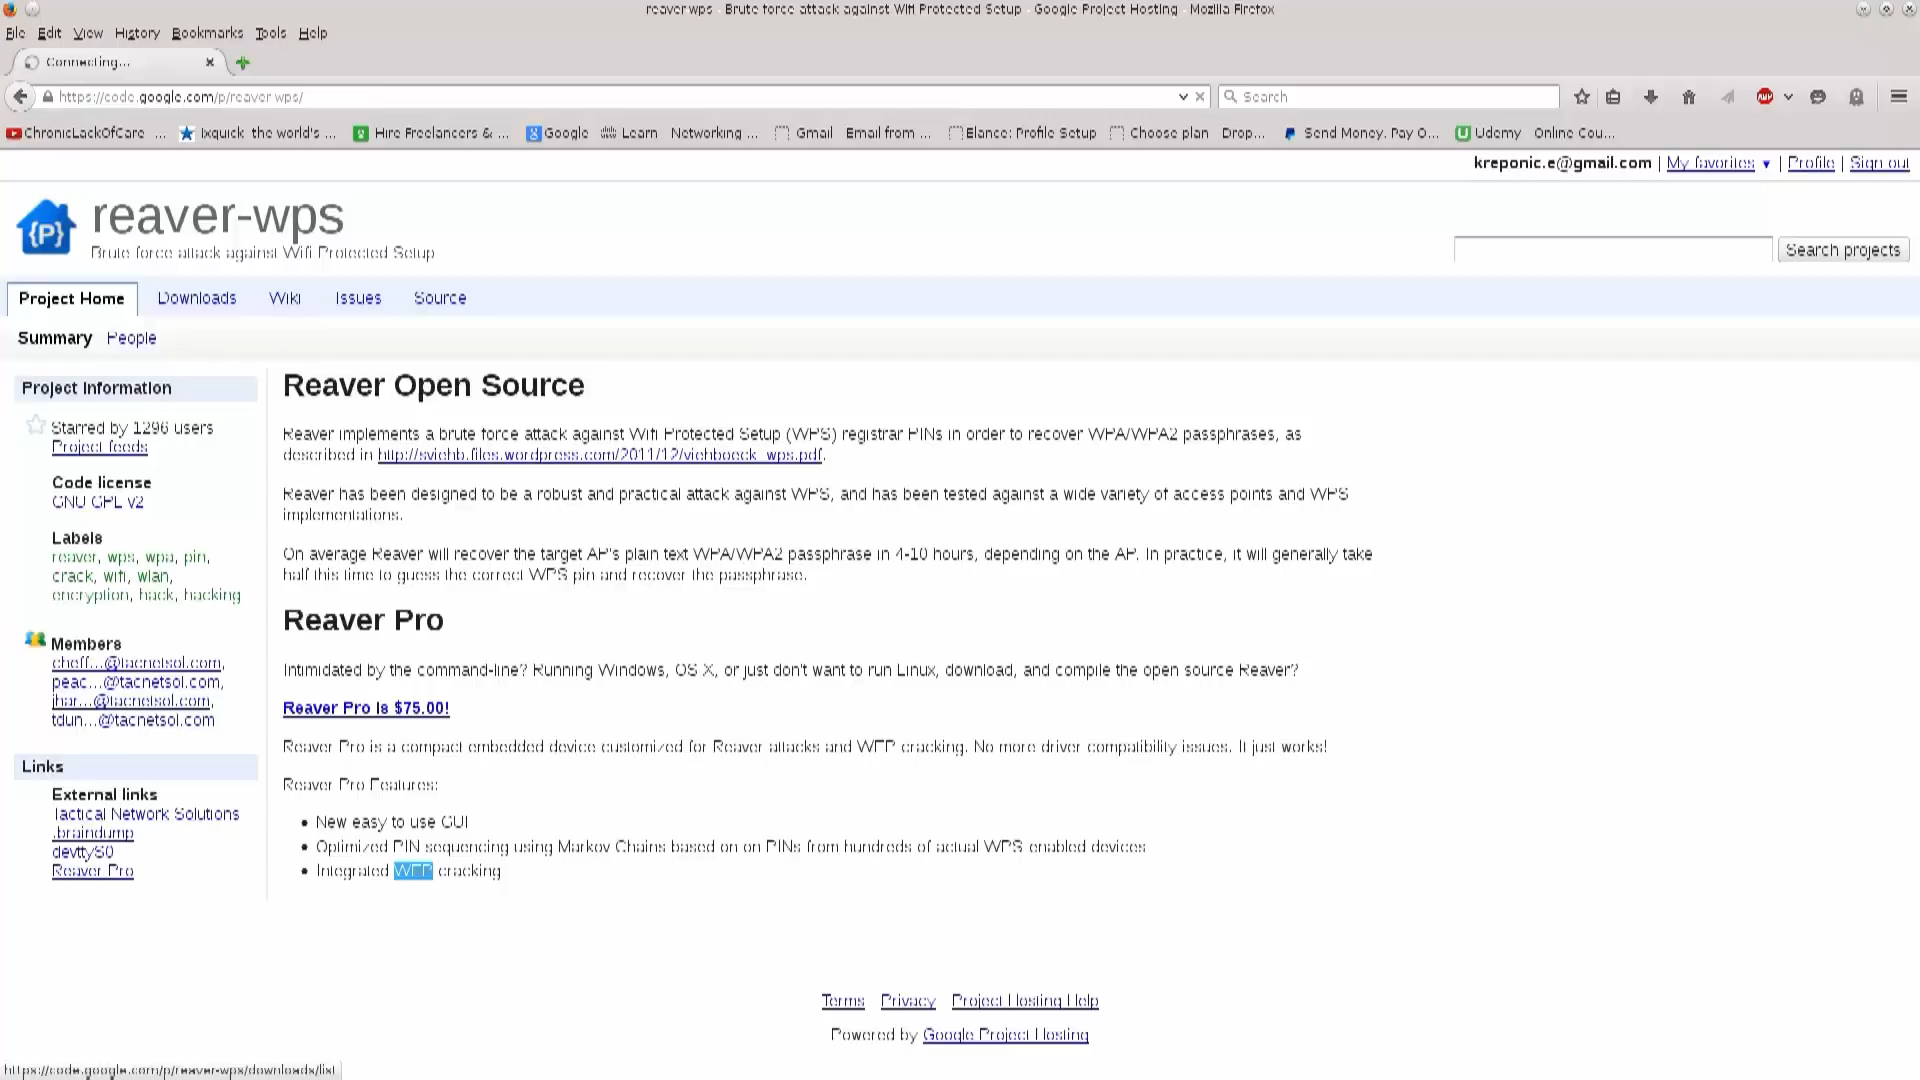 reaver-wps - Brute force attack against Wifi Protected Setup - Google Project Hosting - Mozilla Firefox
File Edit View History Bookmarks Tools Help
Connecting...
https://code.google.com/p/reaver-wps/
Search
ChronicLackOfCare ... Ixquick the world's ... Hire Freelancers & ... Google Learn Networking ... Gmail Email from ... Elance: Profile Setup Choose plan Drop... Send Money, Pay O... Udemy Online Cou...
kreponic.e@gmail.com | My favorites ▼ | Profile | Sign out
reaver-wps
Brute force attack against Wifi Protected Setup
Search projects
Project Home Downloads Wiki Issues Source
Summary People
Project Information
Starred by 1296 users
Project feeds
Code license
GNU GPL v2
Labels
reaver, wps, wpa, pin,
crack, wifi, wlan,
encryption, hack, hacking
Members
cheff...@tacnetsol.com,
peac...@tacnetsol.com,
jhar...@tacnetsol.com,
tdun...@tacnetsol.com
Links
External links
Tactical Network Solutions
.braindump
devttyS0
Reaver Pro
Reaver Open Source
Reaver implements a brute force attack against Wifi Protected Setup (WPS) registrar PINs in order to recover WPA/WPA2 passphrases, as
described in http://sviehb.files.wordpress.com/2011/12/viehboeck_wps.pdf.
Reaver has been designed to be a robust and practical attack against WPS, and has been tested against a wide variety of access points and WPS
implementations.
On average Reaver will recover the target AP's plain text WPA/WPA2 passphrase in 4-10 hours, depending on the AP. In practice, it will generally take
half this time to guess the correct WPS pin and recover the passphrase.
Reaver Pro
Intimidated by the command-line? Running Windows, OS X, or just don't want to run Linux, download, and compile the open source Reaver?
Reaver Pro is $75.00!
Reaver Pro is a compact embedded device customized for Reaver attacks and WEP cracking. No more driver compatibility issues. It just works!
Reaver Pro Features:
• New easy to use GUI
• Optimized PIN sequencing using Markov Chains based on on PINs from hundreds of actual WPS enabled devices
• Integrated WEP cracking
Terms Privacy Project Hosting Help
Powered by Google Project Hosting
https://code.google.com/p/reaver-wps/downloads/list